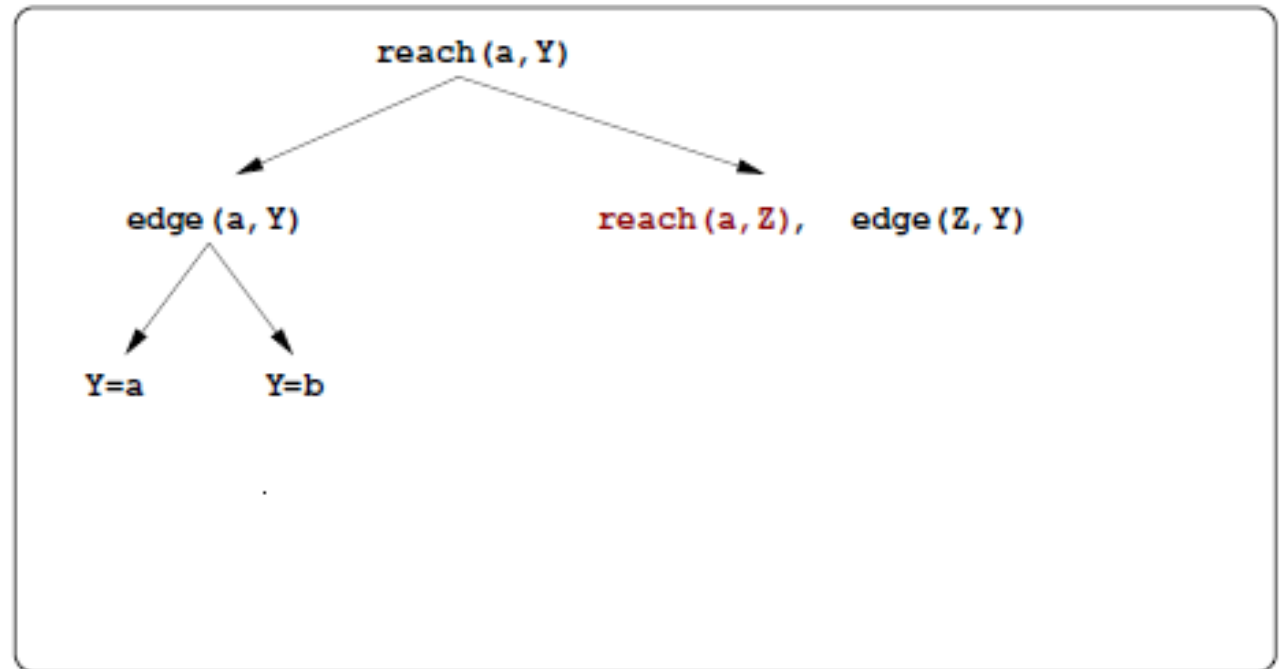 reach(a,Y)
edge(a,Y) reach(a,Z), edge(Z,Y)
Y=a Y=b
.